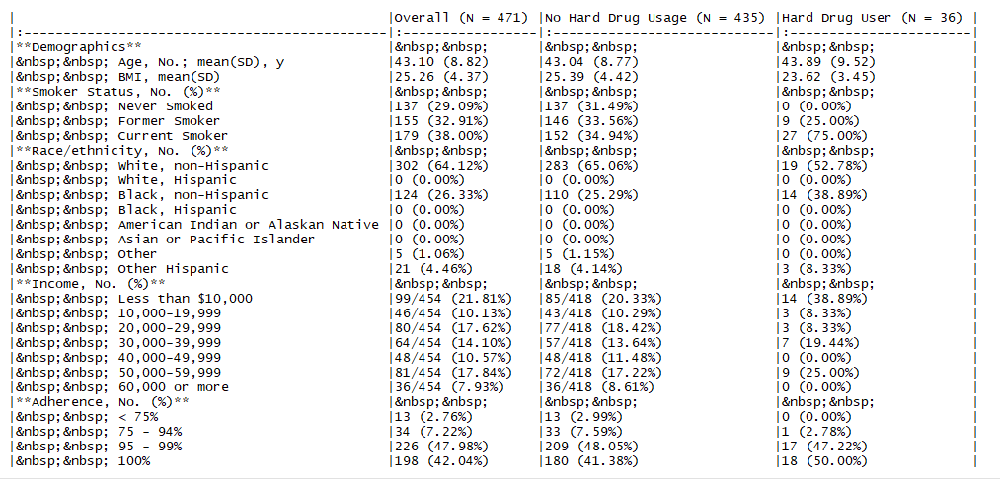 |                                               |Overall (N = 471) |No Hard Drug Usage (N = 435) |Hard Drug User (N = 36) |
|:----------------------------------------------|:-----------------|:----------------------------|:-----------------------|
|**Demographics**                               |&nbsp;&nbsp;      |&nbsp;&nbsp;                 |&nbsp;&nbsp;            |
|&nbsp;&nbsp; Age, No.; mean(SD), y             |43.10 (8.82)      |43.04 (8.77)                 |43.89 (9.52)            |
|&nbsp;&nbsp; BMI, mean(SD)                     |25.26 (4.37)      |25.39 (4.42)                 |23.62 (3.45)            |
|**Smoker Status, No. (%)**                     |&nbsp;&nbsp;      |&nbsp;&nbsp;                 |&nbsp;&nbsp;            |
|&nbsp;&nbsp; Never Smoked                      |137 (29.09%)      |137 (31.49%)                 |0 (0.00%)               |
|&nbsp;&nbsp; Former Smoker                     |155 (32.91%)      |146 (33.56%)                 |9 (25.00%)              |
|&nbsp;&nbsp; Current Smoker                    |179 (38.00%)      |152 (34.94%)                 |27 (75.00%)             |
|**Race/ethnicity, No. (%)**                    |&nbsp;&nbsp;      |&nbsp;&nbsp;                 |&nbsp;&nbsp;            |
|&nbsp;&nbsp; White, non-Hispanic               |302 (64.12%)      |283 (65.06%)                 |19 (52.78%)             |
|&nbsp;&nbsp; White, Hispanic                   |0 (0.00%)         |0 (0.00%)                    |0 (0.00%)               |
|&nbsp;&nbsp; Black, non-Hispanic               |124 (26.33%)      |110 (25.29%)                 |14 (38.89%)             |
|&nbsp;&nbsp; Black, Hispanic                   |0 (0.00%)         |0 (0.00%)                    |0 (0.00%)               |
|&nbsp;&nbsp; American Indian or Alaskan Native |0 (0.00%)         |0 (0.00%)                    |0 (0.00%)               |
|&nbsp;&nbsp; Asian or Pacific Islander         |0 (0.00%)         |0 (0.00%)                    |0 (0.00%)               |
|&nbsp;&nbsp; Other                             |5 (1.06%)         |5 (1.15%)                    |0 (0.00%)               |
|&nbsp;&nbsp; Other Hispanic                    |21 (4.46%)        |18 (4.14%)                   |3 (8.33%)               |
|**Income, No. (%)**                            |&nbsp;&nbsp;      |&nbsp;&nbsp;                 |&nbsp;&nbsp;            |
|&nbsp;&nbsp; Less than $10,000                 |99/454 (21.81%)   |85/418 (20.33%)              |14 (38.89%)             |
|&nbsp;&nbsp; 10,000-19,999                     |46/454 (10.13%)   |43/418 (10.29%)              |3 (8.33%)               |
|&nbsp;&nbsp; 20,000-29,999                     |80/454 (17.62%)   |77/418 (18.42%)              |3 (8.33%)               |
|&nbsp;&nbsp; 30,000-39,999                     |64/454 (14.10%)   |57/418 (13.64%)              |7 (19.44%)              |
|&nbsp;&nbsp; 40,000-49,999                     |48/454 (10.57%)   |48/418 (11.48%)              |0 (0.00%)               |
|&nbsp;&nbsp; 50,000-59,999                     |81/454 (17.84%)   |72/418 (17.22%)              |9 (25.00%)              |
|&nbsp;&nbsp; 60,000 or more                    |36/454 (7.93%)    |36/418 (8.61%)               |0 (0.00%)               |
|**Adherence, No. (%)**                         |&nbsp;&nbsp;      |&nbsp;&nbsp;                 |&nbsp;&nbsp;            |
|&nbsp;&nbsp; < 75%                             |13 (2.76%)        |13 (2.99%)                   |0 (0.00%)               |
|&nbsp;&nbsp; 75 - 94%                          |34 (7.22%)        |33 (7.59%)                   |1 (2.78%)               |
|&nbsp;&nbsp; 95 - 99%                          |226 (47.98%)      |209 (48.05%)                 |17 (47.22%)             |
|&nbsp;&nbsp; 100%                              |198 (42.04%)      |180 (41.38%)                 |18 (50.00%)             |